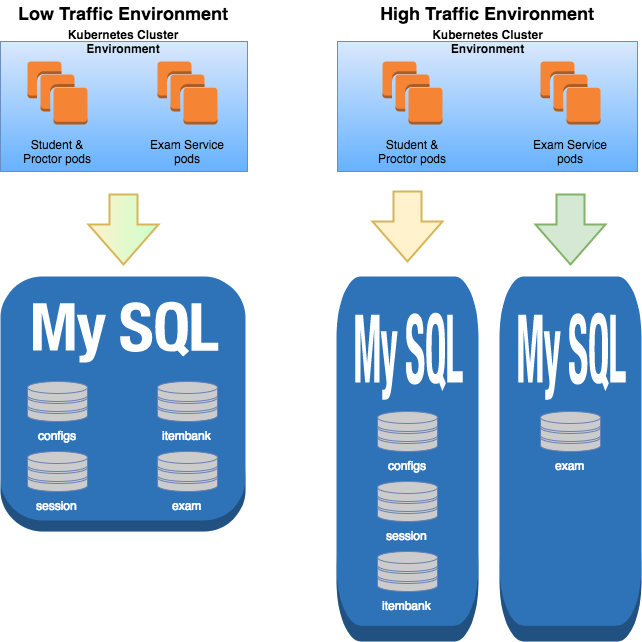 Low Traffic Environment
Kubernetes Cluster
Environment
Student &
Proctor pods
Exam Service
pods
My SQL
configs
itembank
session
exam
High Traffic Environment
Kubernetes Cluster
Environment
Student &
Proctor pods
Exam Service
pods
My SQL
configs
session
itembank
My SQL
exam